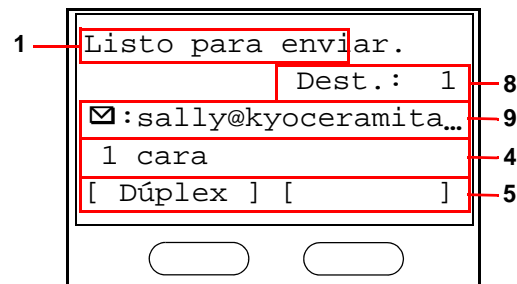 1 Listo para enviar.
Dest.: 1 8
:sally@kyoceramita… 9
1 cara 4
[ Dúplex ] [ ] 5